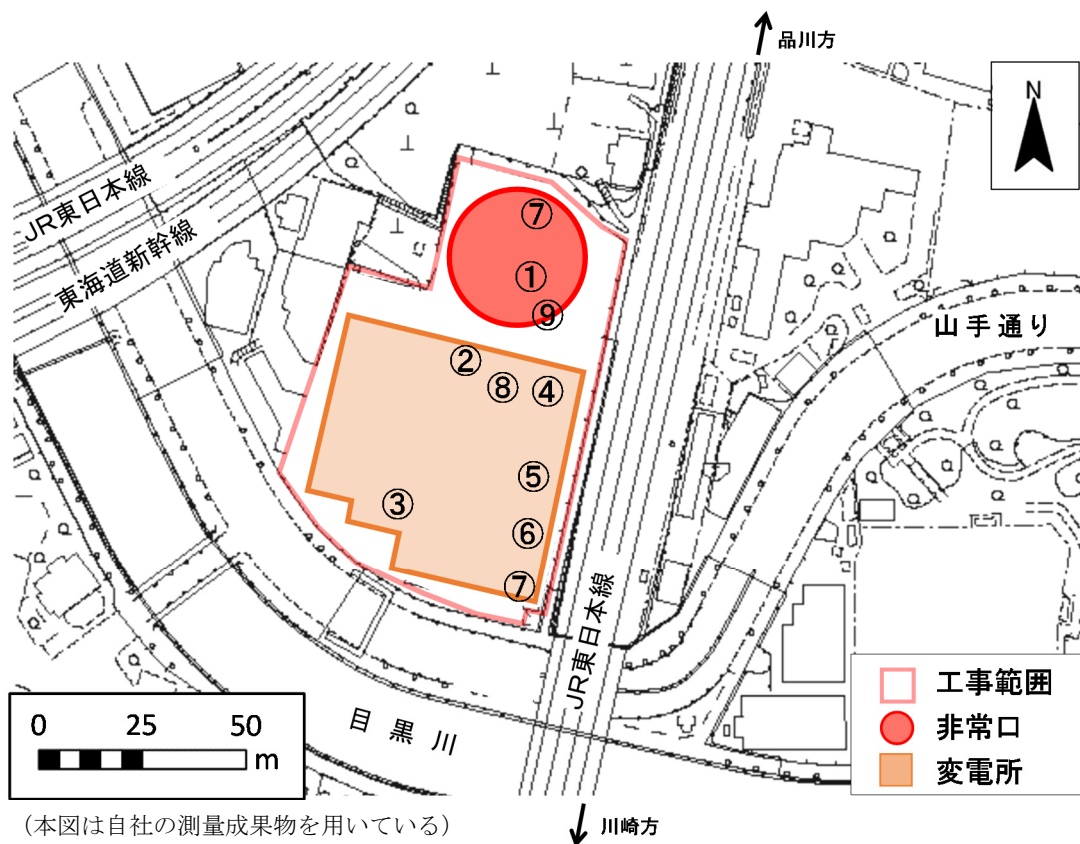 品川方
N
JR東日本線
東海道新幹線
⑦
①
⑨
山手通り
②
⑧
④
⑤
③
⑥
⑦
JR東日本線
目黒川
工事範囲
非常口
変電所
0 25 50
m
(本図は自社の測量成果物を用いている)
川崎方